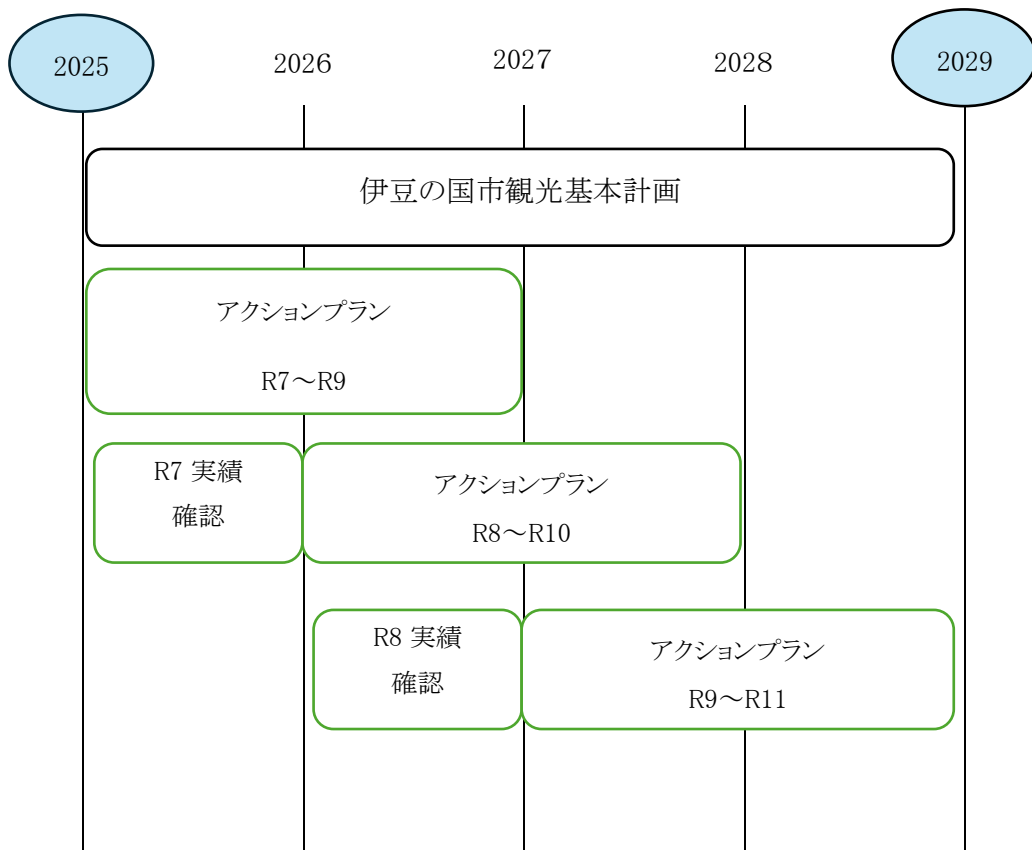 2025
2026
2027
2028
2029
伊豆の国市観光基本計画
アクションプラン
R7～R9
R7 実績
確認
アクションプラン
R8～R10
R8 実績
確認
アクションプラン
R9～R11